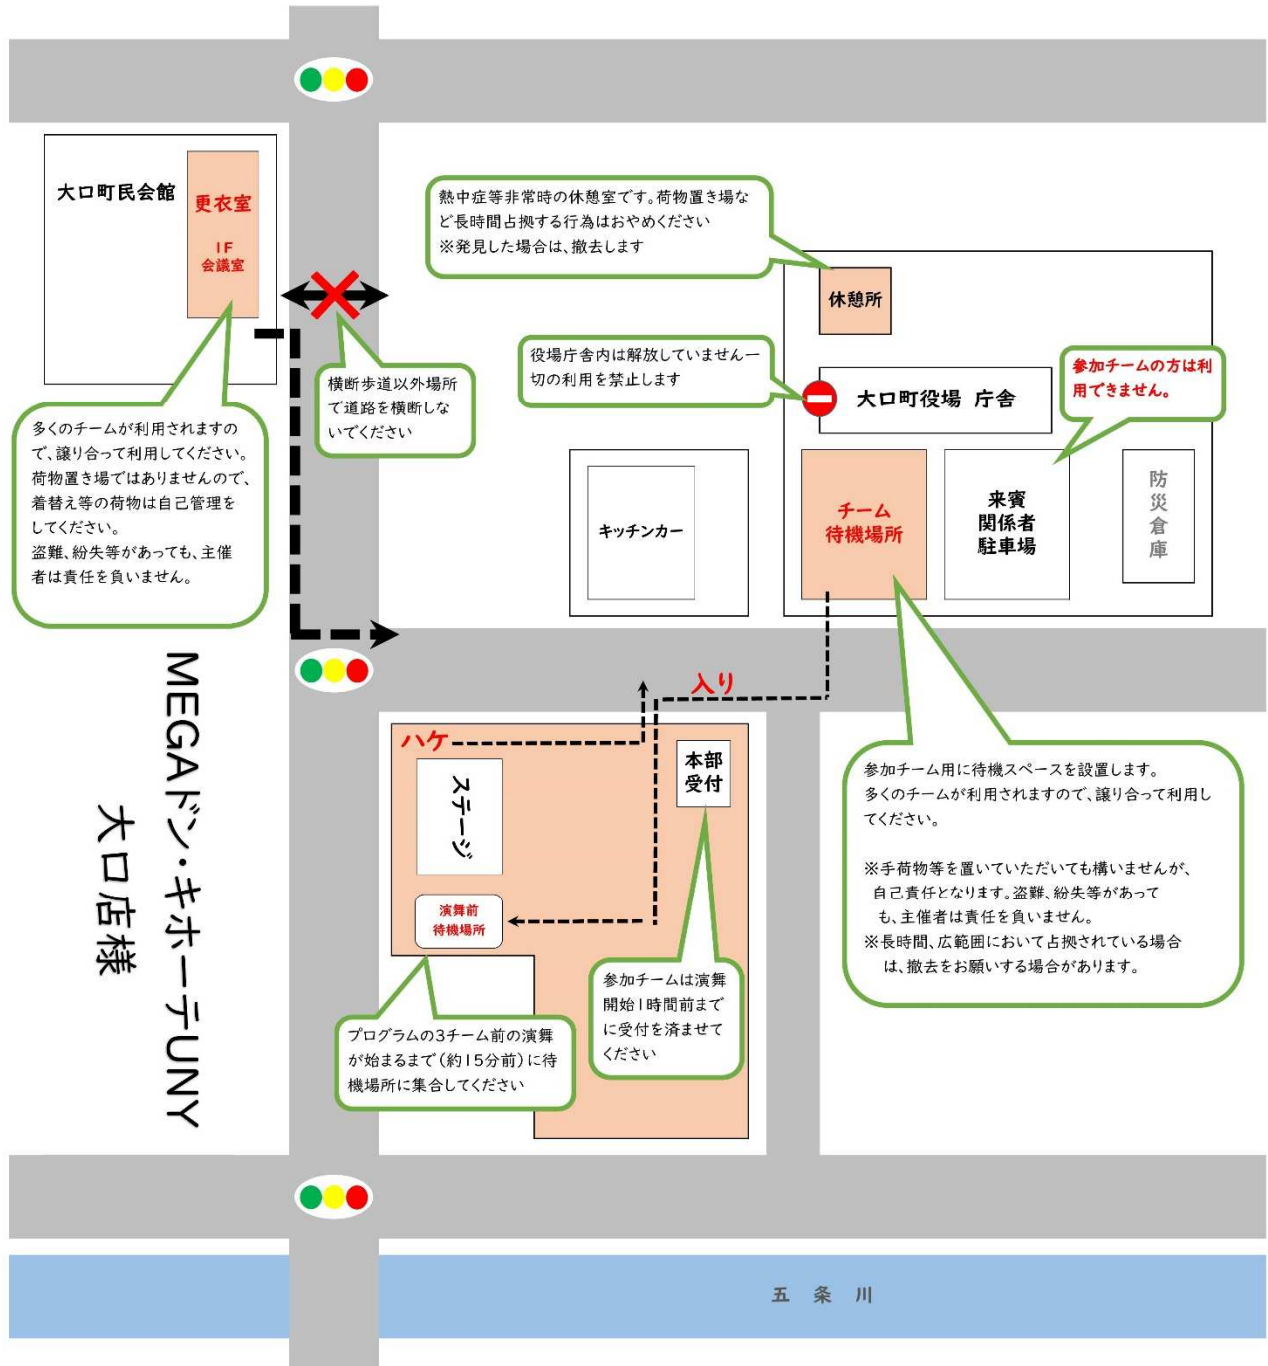 大口町民会館
更衣室
1F
会議室
熱中症等非常時の休憩室です。荷物置き場な
ど長時間占拠する行為はおやめください
※発見した場合は、撤去します
休憩所
役場庁舎内は解放していません一
切の利用を禁止します
大口町役場 庁舎
参加チームの方は利
用できません。
横断歩道以外場所
で道路を横断しな
いでください
多くのチームが利用されますの
で、譲り合って利用してください。
荷物置き場ではありませんので、
着替え等の荷物は自己管理を
してください。
盗難、紛失等があっても、主催
者は責任を負いません。
キッチンカー
チーム
待機場所
来賓
関係者
駐車場
防災倉庫
MEGAドン・キホーテUNY
大口店様
入り
ハケ
ステージ
本部
受付
演舞前
待機場所
参加チーム用に待機スペースを設置します。
多くのチームが利用されますので、譲り合って利用し
てください。
※手荷物等を置いていただいても構いませんが、
自己責任となります。盗難、紛失等があって
も、主催者は責任を負いません。
※長時間、広範囲において占拠されている場合
は、撤去をお願いする場合があります。
参加チームは演舞
開始1時間前まで
に受付を済ませて
ください
プログラムの3チーム前の演舞
が始まるまで(約15分前)に待
機場所に集合してください
五 条 川